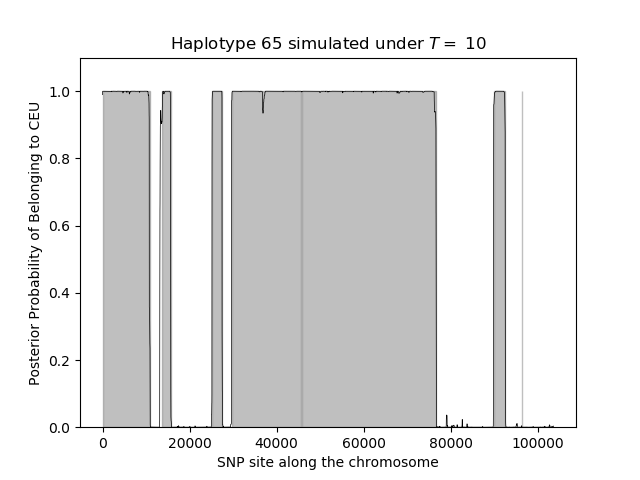 Haplotype 65 simulated under T = 10
Posterior Probability of Belonging to CEU
1.0
0.8
0.6
0.4
0.2
0.0
0 20000 40000 60000 80000 100000
SNP site along the chromosome